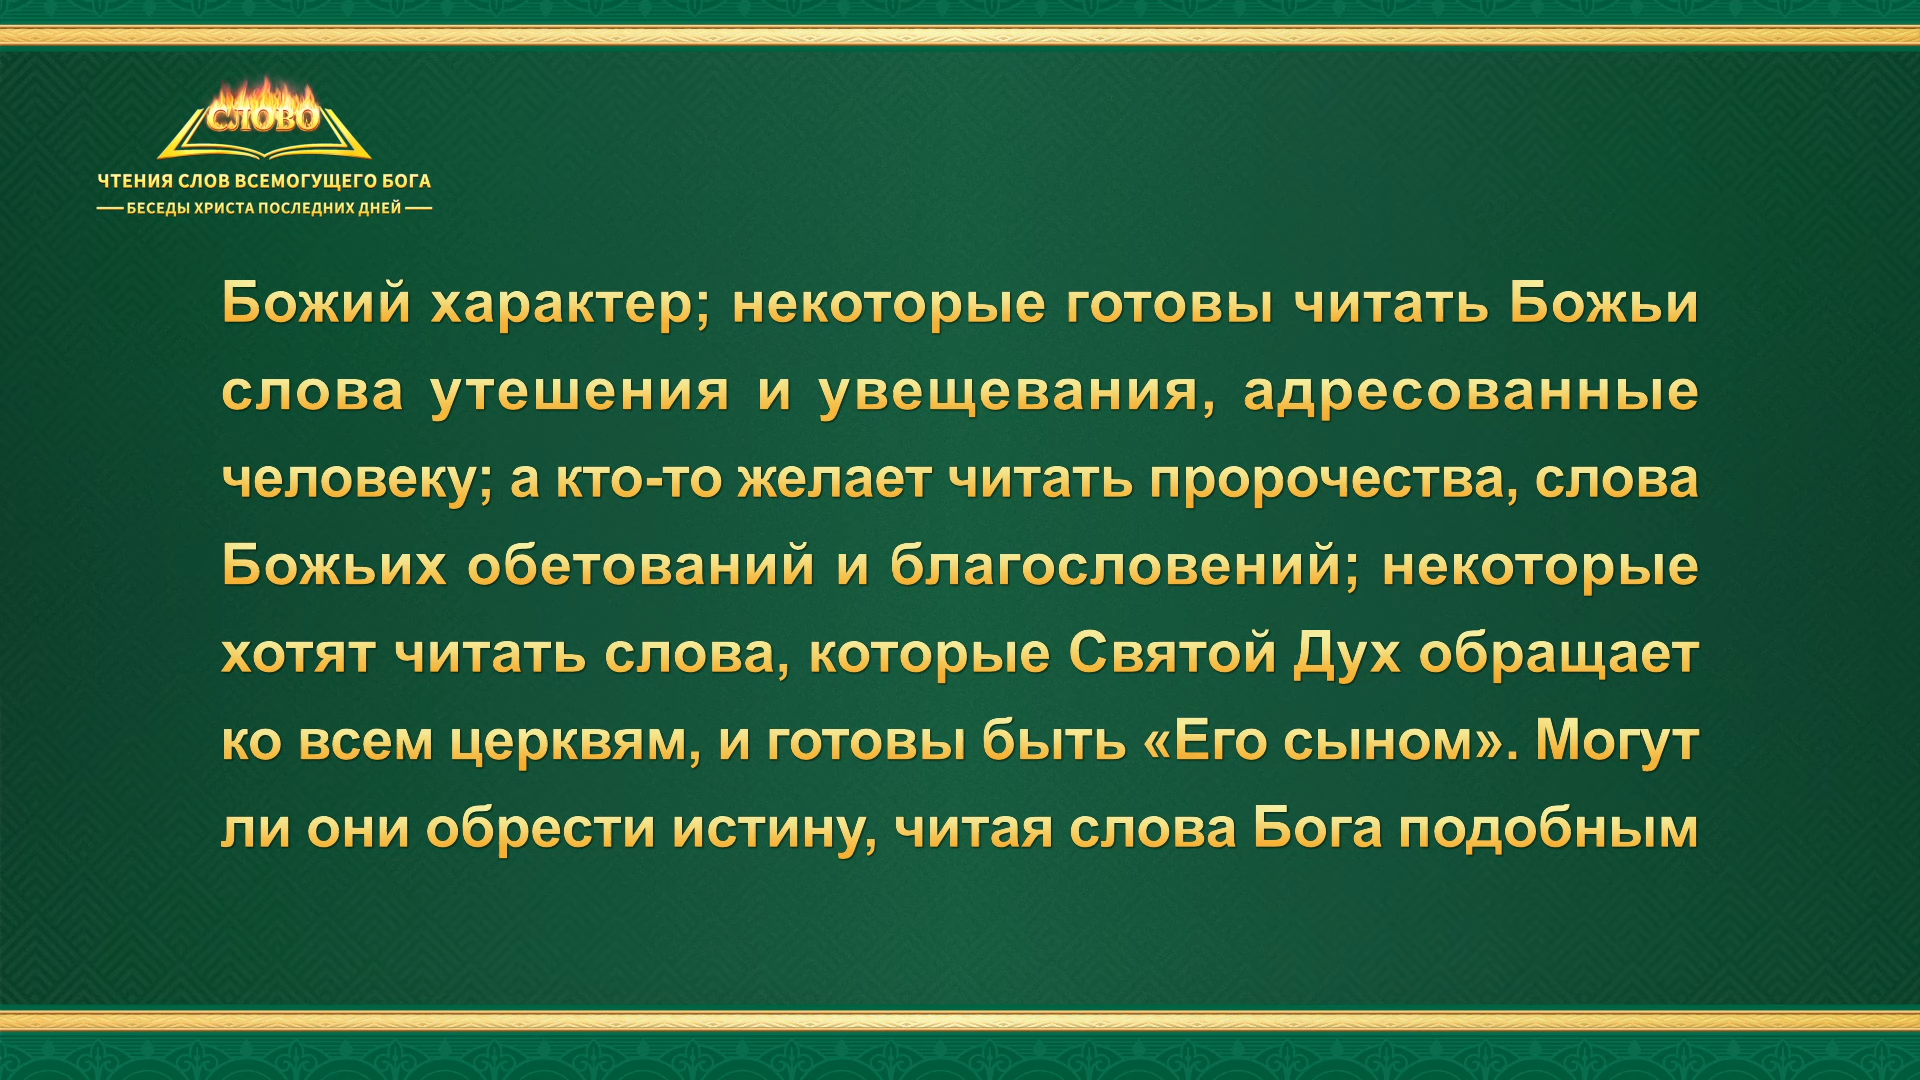 СЛОВО
ЧТЕНИЯ СЛОВ ВСЕМОГУЩЕГО БОГА
БЕСЕДЫ ХРИСТА ПОСЛЕДНИХ ДНЕЙ
Божий характер; некоторые готовы читать Божьи
слова утешения и увещевания, адресованные
человеку; а кто-то желает читать пророчества, слова
Божьих обетований и благословений; некоторые
хотят читать слова, которые Святой Дух обращает
ко всем церквям, и готовы быть «Его сыном». Могут
ли они обрести истину, читая слова Бога подобным